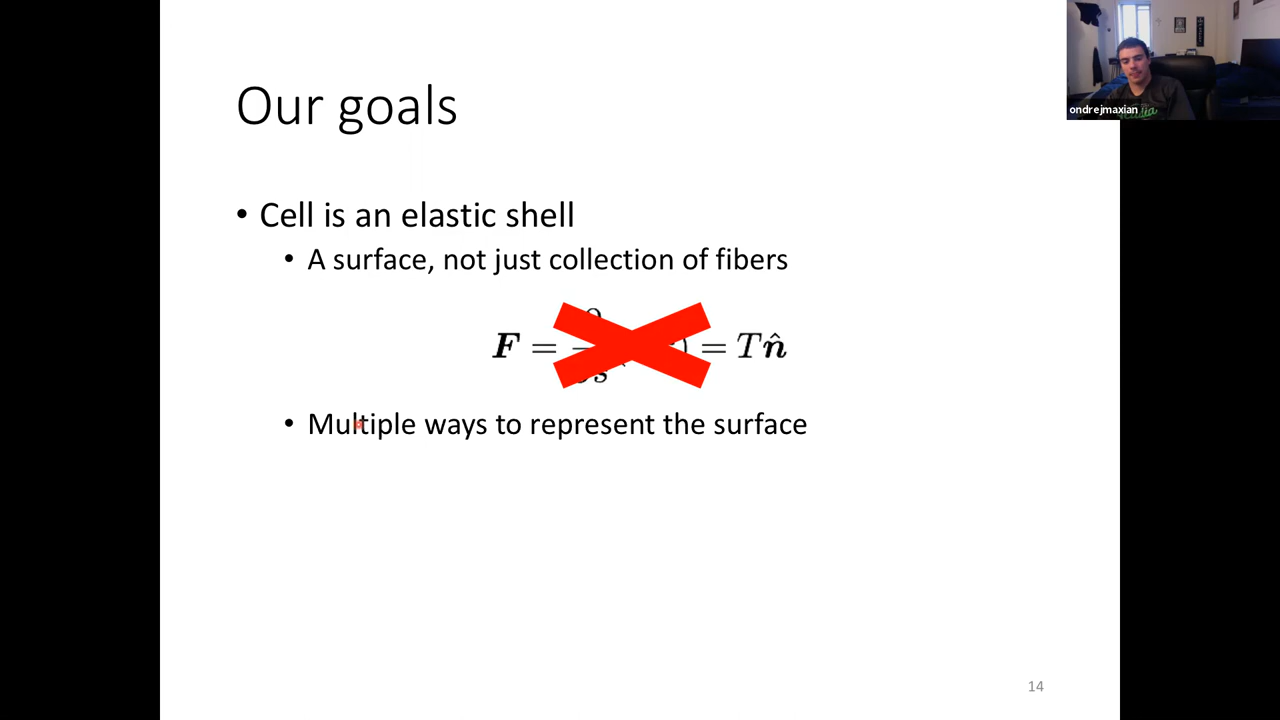 Our goals
• Cell is an elastic shell
• A surface, not just collection of fibers
F = = Tn̂
• Multiple ways to represent the surface
14
ondrejmaxian